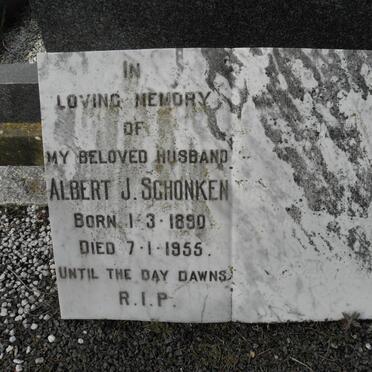 IN
LOVING MEMORY
OF
MY BELOVED HUSBAND
ALBERT J. SCHONKEN
BORN 1·3·1890
DIED 7·1·1955.
UNTIL THE DAY DAWNS.
R.I.P.